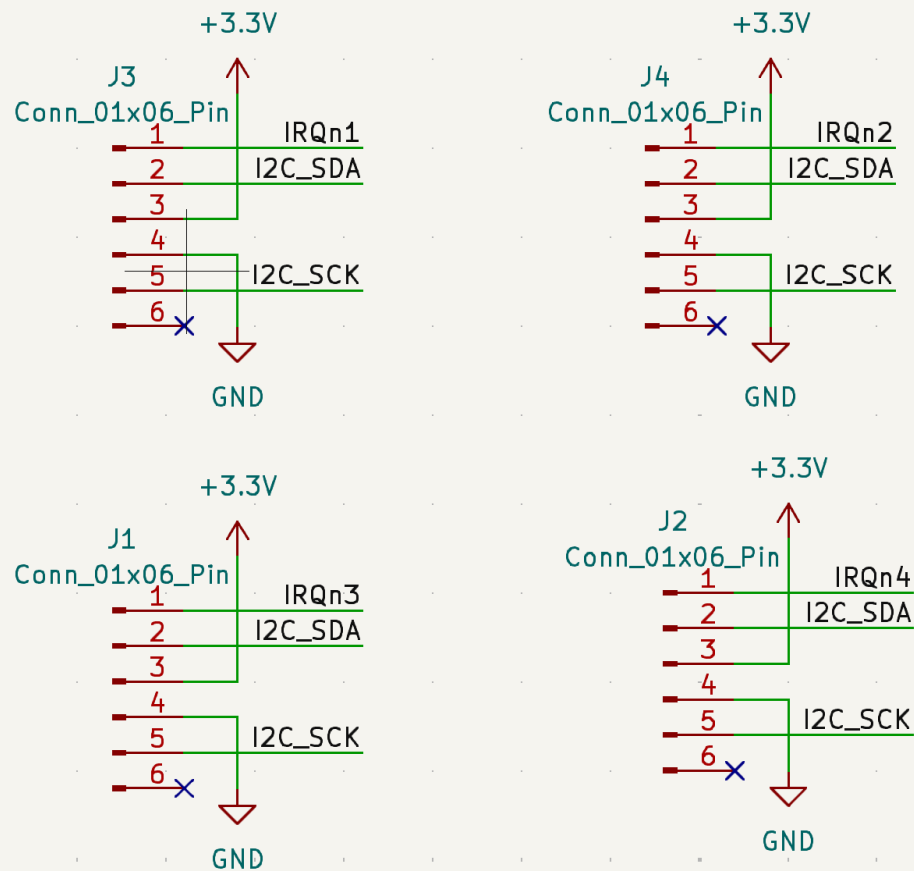 +3.3V
J3
Conn_01x06_Pin
1
IRQn1
2
I2C_SDA
3
4
5
I2C_SCK
6
GND
+3.3V
J4
Conn_01x06_Pin
1
IRQn2
2
I2C_SDA
3
4
5
I2C_SCK
6
GND
+3.3V
J1
Conn_01x06_Pin
1
IRQn3
2
I2C_SDA
3
4
5
I2C_SCK
6
GND
+3.3V
J2
Conn_01x06_Pin
1
IRQn4
2
I2C_SDA
3
4
5
I2C_SCK
6
GND